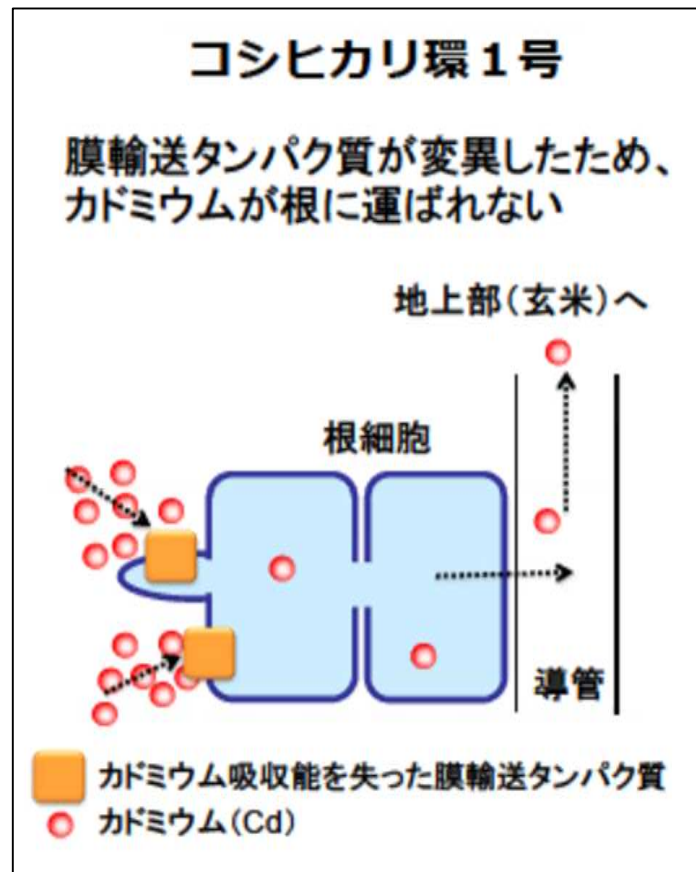 コシヒカリ環１号
膜輸送タンパク質が変異したため、
カドミウムが根に運ばれない
地上部(玄米)へ
根細胞
導管
カドミウム吸収能を失った膜輸送タンパク質
カドミウム(Cd)